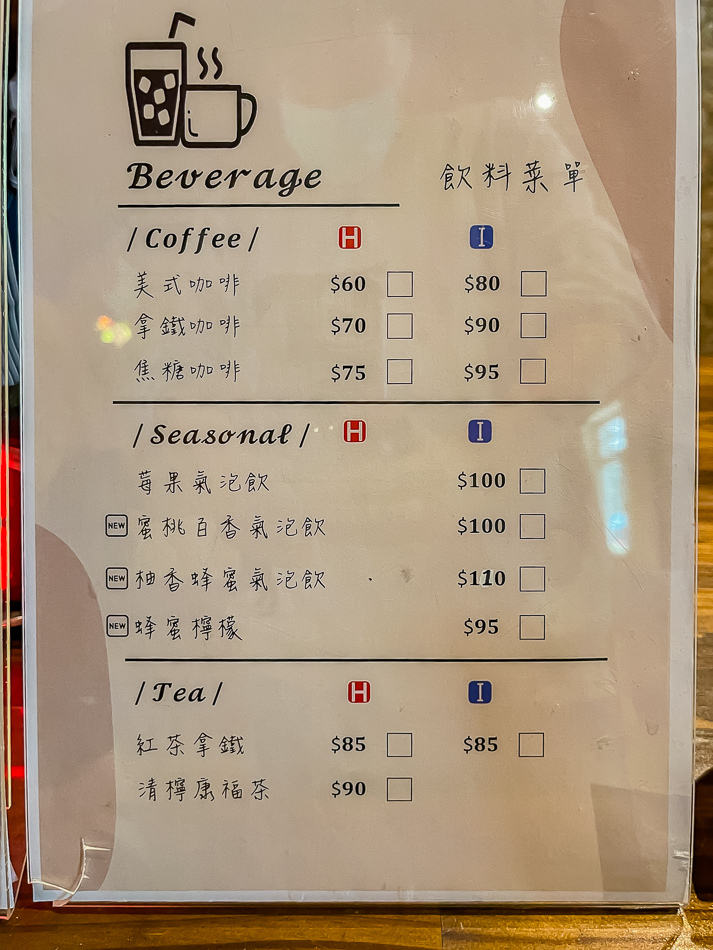 Beverage 飲料菜單
/Coffee/ H I
美式咖啡 $60 $80
拿鐵咖啡 $70 $90
焦糖咖啡 $75 $95
/Seasonal/ H I
莓果氣泡飲 $100
NEW 蜜桃百香氣泡飲 $100
NEW 柚香蜂蜜氣泡飲 $110
NEW 蜂蜜檸檬 $95
/Tea/ H I
紅茶拿鐵 $85 $85
清檸康福茶 $90